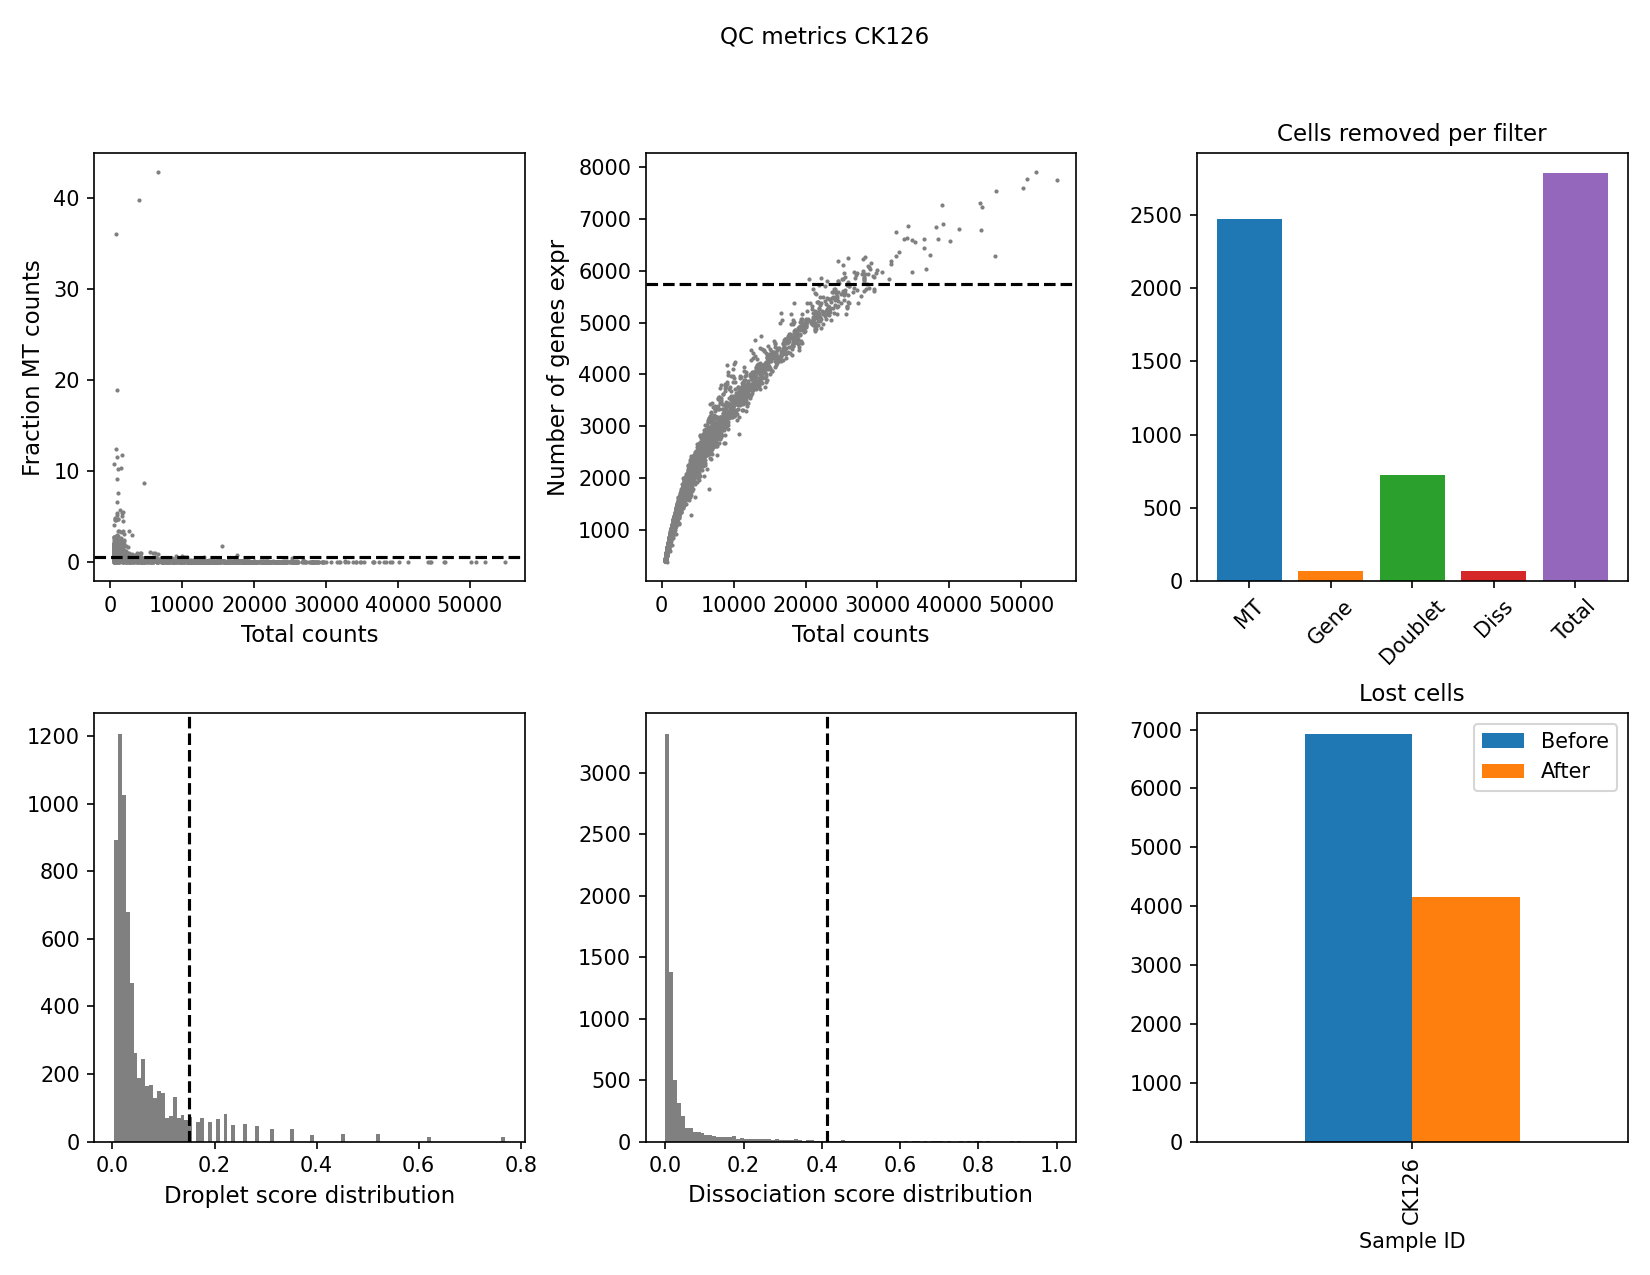 QC metrics CK126
Fraction MT counts
40
30
20
10
0
0 10000 20000 30000 40000 50000
Total counts
Number of genes expr
8000
7000
6000
5000
4000
3000
2000
1000
0 10000 20000 30000 40000 50000
Total counts
Cells removed per filter
2500
2000
1500
1000
500
0
MT Gene Doublet Diss Total
1200
1000
800
600
400
200
0
0.0 0.2 0.4 0.6 0.8
Droplet score distribution
3000
2500
2000
1500
1000
500
0
0.0 0.2 0.4 0.6 0.8 1.0
Dissociation score distribution
Lost cells
7000
6000
5000
4000
3000
2000
1000
0
Before
After
CK126
Sample ID